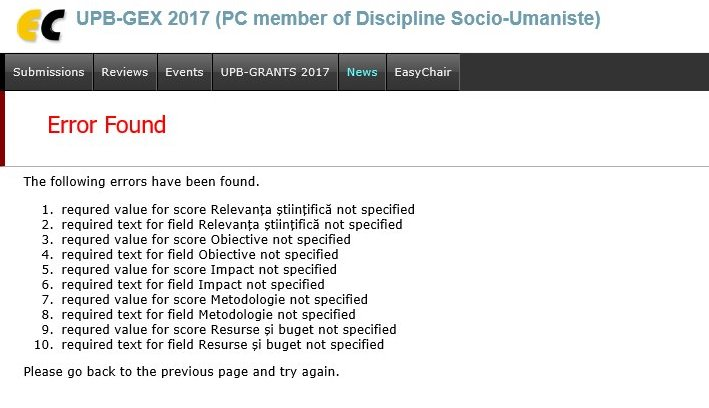 EC UPB-GEX 2017 (PC member of Discipline Socio-Umaniste)
Submissions Reviews Events UPB-GRANTS 2017 News EasyChair
Error Found
The following errors have been found.
1. requred value for score Relevanța științifică not specified
2. required text for field Relevanța științifică not specified
3. requred value for score Obiective not specified
4. required text for field Obiective not specified
5. requred value for score Impact not specified
6. required text for field Impact not specified
7. requred value for score Metodologie not specified
8. required text for field Metodologie not specified
9. requred value for score Resurse și buget not specified
10. required text for field Resurse și buget not specified
Please go back to the previous page and try again.